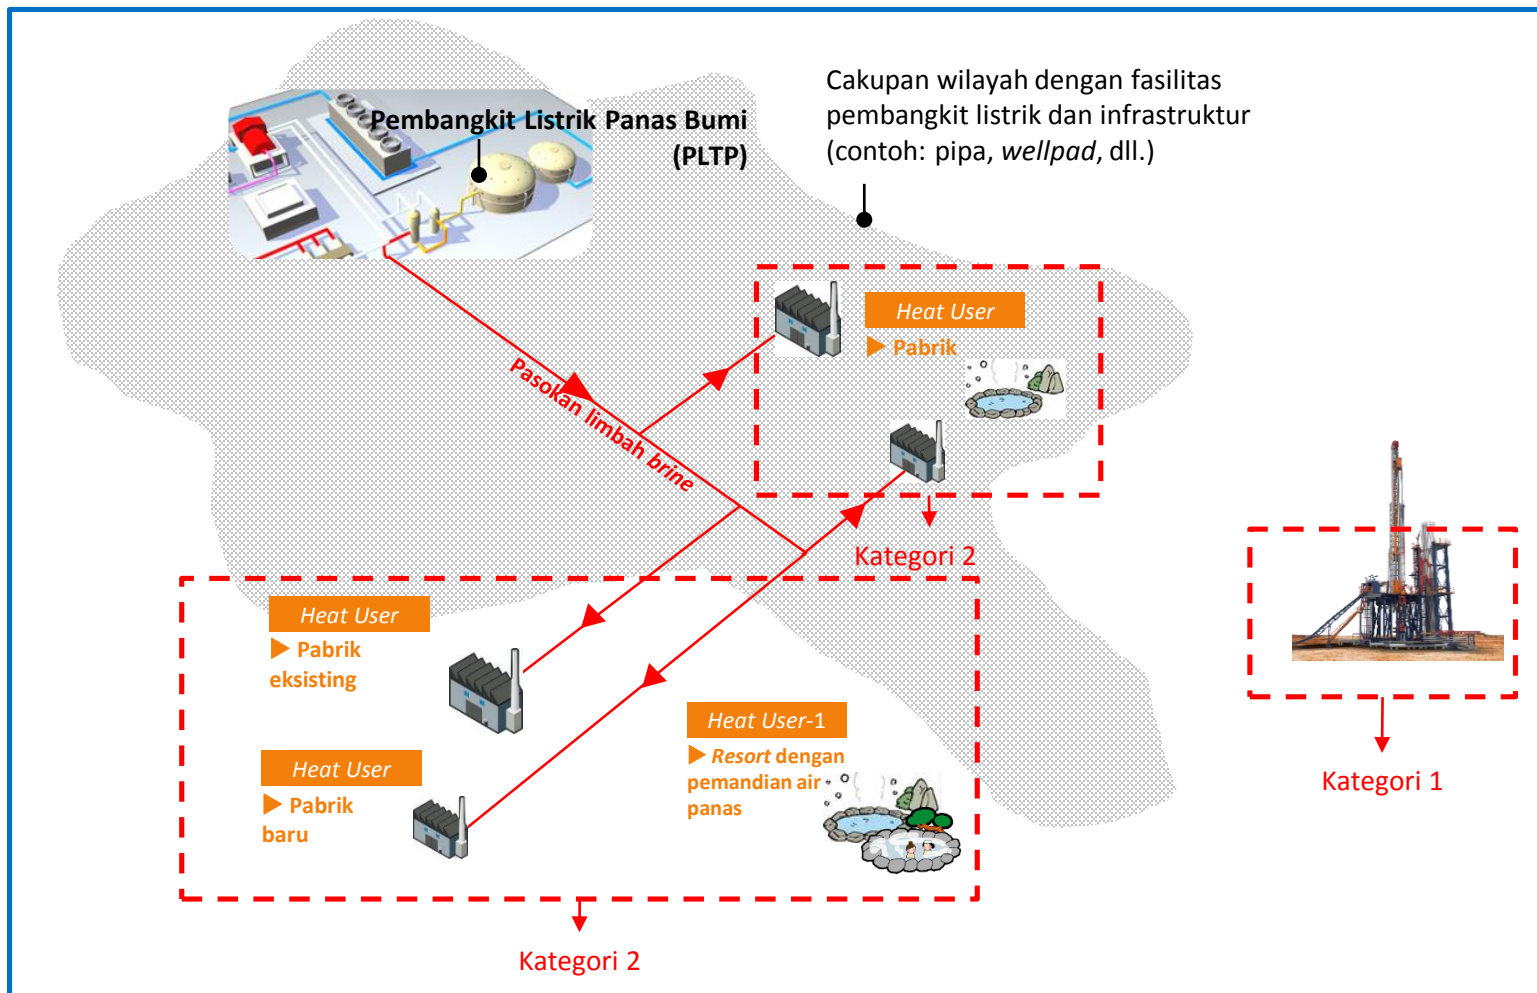 Cakupan wilayah dengan fasilitas
pembangkit listrik dan infrastruktur
(contoh: pipa, wellpad, dll.)
Pembangkit Listrik Panas Bumi
(PLTP)
Heat User
▶ Pabrik
Pasokan limbah brine
Kategori 2
Heat User
▶ Pabrik
eksisting
Heat User
▶ Pabrik
baru
Heat User-1
▶ Resort dengan
pemandian air
panas
Kategori 2
Kategori 1